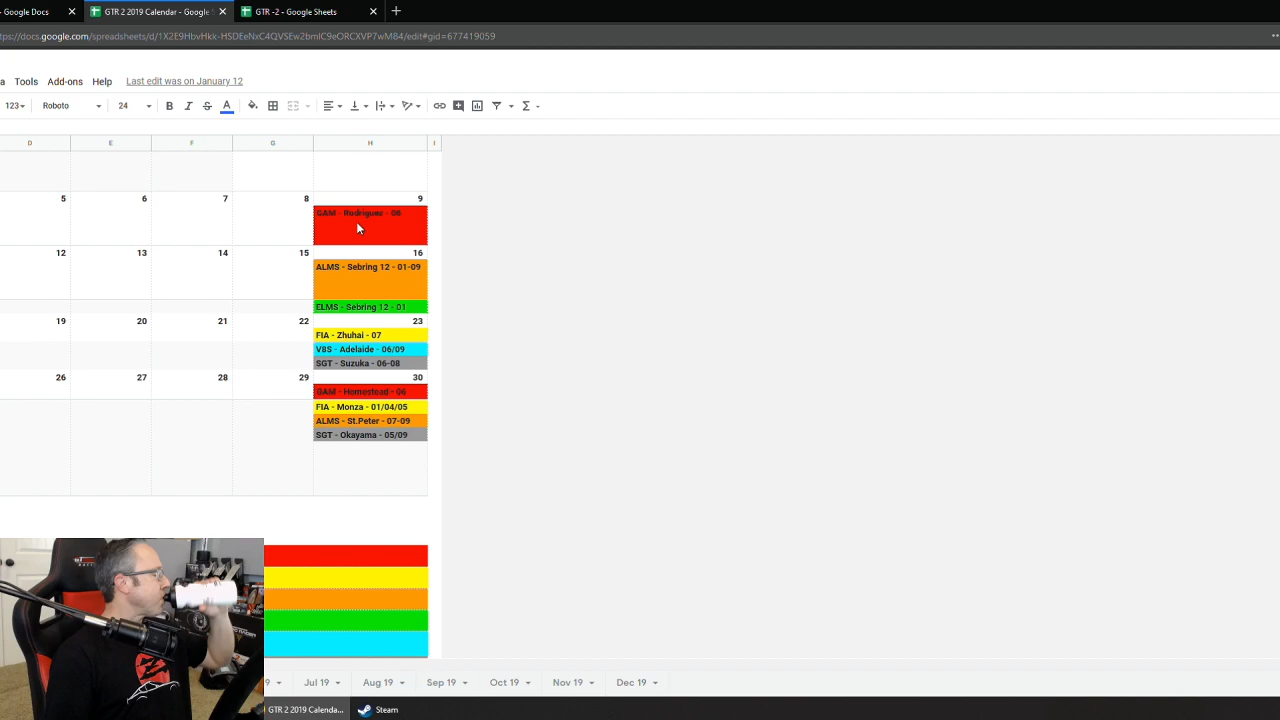 Google Docs
GTR 2 2019 Calendar - Google
GTR -2 - Google Sheets
tps://docs.google.com/spreadsheets/d/1X2E9HbvHkk-HSDEeNxC4QVSEw2bmIC9eORCXVP7wM84/edit#gid=677419059
a Tools Add-ons Help Last edit was on January 12
123 Roboto 24 B I S A
D E F G H I
5 6 7 8 9
GAM - Rodriguez - 06
12 13 14 15 16
ALMS - Sebring 12 - 01-09
ELMS - Sebring 12 - 01
19 20 21 22 23
FIA - Zhuhai - 07
V8S - Adelaide - 06/09
SGT - Suzuka - 06-08
26 27 28 29 30
GAM - Homestead - 06
FIA - Monza - 01/04/05
ALMS - St.Peter - 07-09
SGT - Okayama - 05/09
9 Jul 19 Aug 19 Sep 19 Oct 19 Nov 19 Dec 19
GTR 2 2019 Calenda... Steam